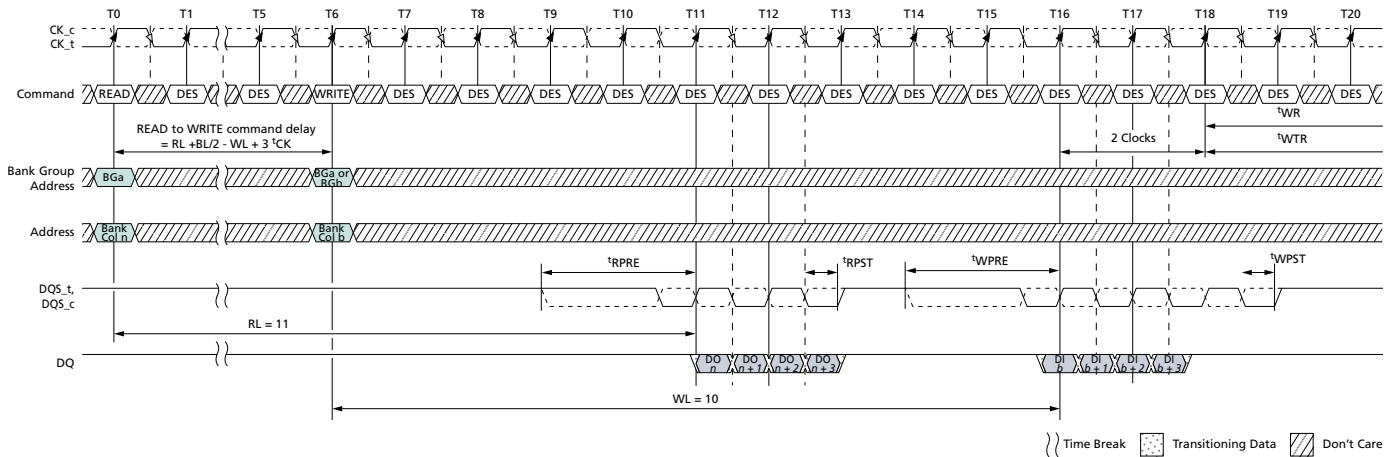 T0 T1 T5 T6 T7 T8 T9 T10 T11 T12 T13 T14 T15 T16 T17 T18 T19 T20
CK_c
CK_t
Command READ DES DES WRITE DES DES DES DES DES DES DES DES DES DES DES DES DES DES
tWR
READ to WRITE command delay
= RL +BL/2 - WL + 3 tCK
2 Clocks
tWTR
Bank Group
Address
BGa
BGa or
BGb
Address
Bank
Col n
Bank
Col b
tRPRE tRPST tWPRE tWPST
DQS_t,
DQS_c
RL = 11
DQ
DO
n
DO
n + 1
DO
n + 2
DO
n + 3
DI
b
DI
b + 1
DI
b + 2
DI
b + 3
WL = 10
Time Break Transitioning Data Don't Care